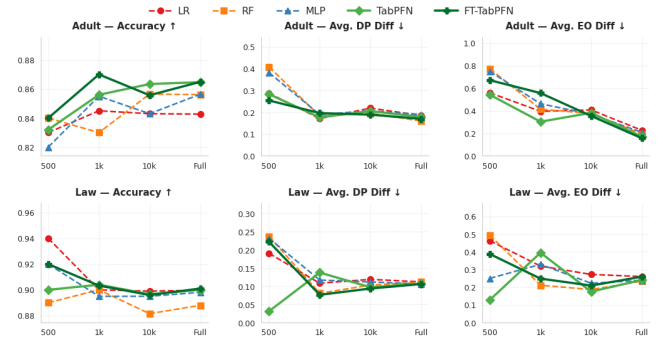 LR RF MLP TabPFN FT-TabPFN
Adult — Accuracy ↑
0.88
0.86
0.84
0.82
500 1k 10k Full
Adult — Avg. DP Diff ↓
0.5
0.4
0.3
0.2
0.1
0.0
500 1k 10k Full
Adult — Avg. EO Diff ↓
1.0
0.8
0.6
0.4
0.2
0.0
500 1k 10k Full
Law — Accuracy ↑
0.96
0.94
0.92
0.90
0.88
500 1k 10k Full
Law — Avg. DP Diff ↓
0.30
0.25
0.20
0.15
0.10
0.05
0.00
500 1k 10k Full
Law — Avg. EO Diff ↓
0.6
0.5
0.4
0.3
0.2
0.1
0.0
500 1k 10k Full